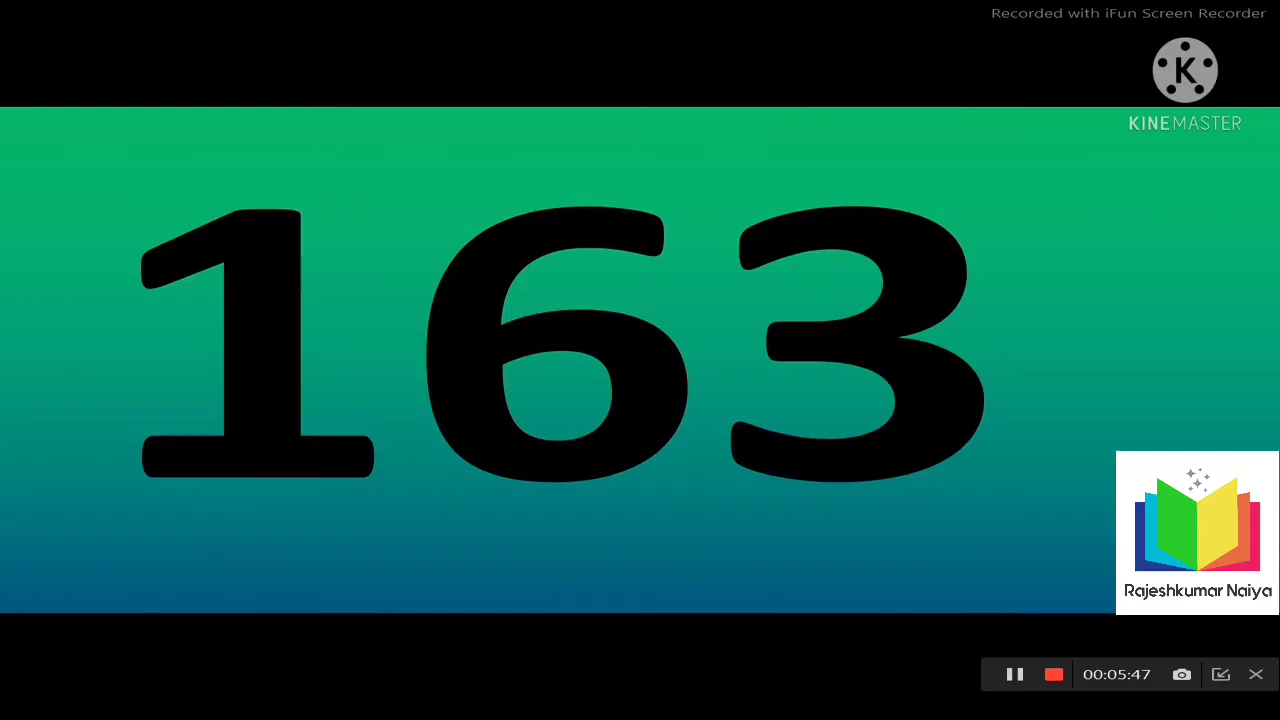 Recorded with iFun Screen Recorder
K
KINEMASTER
163
Rajeshkumar Naiya
00:05:47